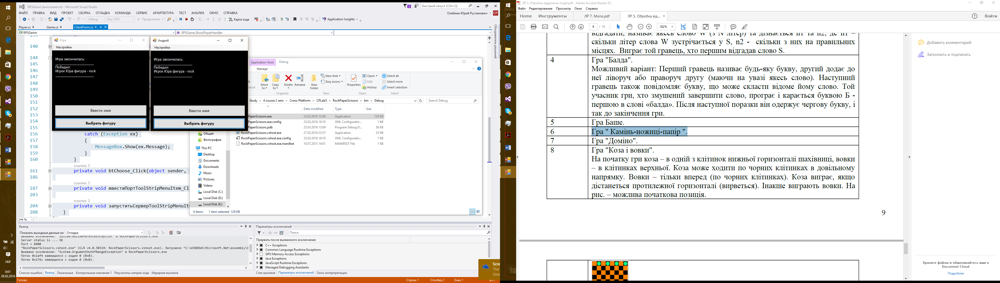 RPSGame (выполняется) - Microsoft Visual Studio
5
Быстрый запуск (Ctrl+Q)
ФАЙЛ ПРАВКА ВИД ПРОЕКТ СБОРКА ОТЛАДКА КОМАНДА СЕРВИС АРХИТЕКТУРА ТЕСТ АНАЛИЗ ОКНО СПРАВКА
Олейник Юрий Русланович
ОР
Debug Any CPU Продолжить Карта кода Application Insights
Player.cs Game.cs ClientForm.cs
Обозреватель решений
RPSGame
RPSGame.ShowPlayerHandler
140
144
145
146
147
148
149
150
151
152
153
154
155
156 catch (Exception ex)
157 {
158 MessageBox.Show(ex.Message);
159 }
160 }
ссылка: 1
161 private void btChoose_Click(object sender,
186
ссылка: 1
187 private void ввестиПортToolStripMenuItem_Cl
203
ссылка: 1
204 private void запуститьСерверToolStripMenuIt
208 }
144 %
Юра
Настройки
Игра закончилась:
Победил:
Игрок Юра фигура - rock
Ввести имя
Выбрать фигуру
Андрей
Настройки
Игра закончилась:
Победил:
Игрок Юра фигура - rock
Ввести имя
Выбрать фигуру
Application Tools Debug
Manage
Move to Copy to Delete Rename New folder New item Easy access Properties Open Edit History Select all Select none Invert selection
Organize New Open Select
Study 4 course 2 sem Cross-Platform CPLab5 RockPaperScissors bin Debug
Search Debug
Date modified Type Size
PaperScissors.exe 25.03.2016 13:09 Application 129 KB
PaperScissors.exe.config 23.03.2016 18:10 XML Configuratio... 1 KB
PaperScissors.pdb 25.03.2016 13:09 Program Debug D... 56 KB
RockPaperScissors.vshost.exe 27.03.2016 23:57 Application 23 KB
RockPaperScissors.vshost.exe.config 23.03.2016 18:10 XML Configuratio... 1 KB
RockPaperScissors.vshost.exe.manifest 10.07.2015 14:01 MANIFEST File 1 KB
Общая
Фотографии
This PC
Desktop
Documents
Downloads
Music
Pictures
Videos
Local Disk (C:)
Local Disk (D:)
Local Disk (E:)
6 items 1 item selected 129 KB
Вывод
Показать выходные данные из: Отладка
Вызвано исключение: "System.NullReferenceException" в RockPaperScissors.exe
Server status is ... OK
Port = 8900
"RockPaperScissors.vshost.exe" (CLR v4.0.30319: RockPaperScissors.vshost.exe). Загружено "C:\WINDOWS\Microsoft.Net\assembly\G
Вызвано исключение: "System.ArgumentOutOfRangeException" в RockPaperScissors.exe
Поток 0x1af4 завершился с кодом 0 (0x0).
Поток 0x176c завершился с кодом 0 (0x0).
Список ошибок Вывод Локальные Контрольные значения 1 Результаты метрик кода Иерархия вызовов
Параметры исключений
Поиск
Прервать после вызванного исключения
C++ Exceptions
Common Language Runtime Exceptions
GPU Memory Access Exceptions
Java Exceptions
JavaScript Runtime Exceptions
Managed Debugging Assistants
Стек вызовов Параметры исключений Окно интерпретации
Готово
Строка 1 Столбец 1 Знак 1 ВСТ
Scre
The
One
УКР
0:01
28.03.2016
ЛР 5. Обробка віддалених подій.pdf - Adobe Acrobat Reader DC
Файл Редактирование Просмотр Окно Справка
Home Инструменты ЛР 7. Mono.pdf ЛР 5. Обробка від... Войти
9 / 10 162%
відгадати, називає якесь слово W (з N літер) та дізнається n1 та n2, де n1 –
скільки літер слова W зустрічається у S, n2 - скільки з них на правильних
місцях. Виграє той гравець, хто першим відгадав слово S.
4 Гра "Балда".
Можливий варіант: Перший гравець називає будь-яку букву, другий додає до
неї ліворуч або праворуч другу (маючи на увазі якесь слово). Наступний
гравець також повідомляє букву, що може скласти відоме йому слово. Той
учасник гри, хто змушений завершити слово, програє і карається буквою Б -
першою в слові «балда». Після наступної поразки він одержує чергову букву, і
так до закінчення гри.
5 Гра Баше.
6 Гра " Камінь-ножиці-папір ".
7 Гра "Доміно".
8 Гра "Коза і вовки".
На початку гри коза – в одній з клітинок нижньої горизонталі шахівниці, вовки
– в клітинках верхньої. Коза може ходити по чорних клітинках в довільному
напрямку. Вовки – тільки вперед (по чорних клітинках). Коза виграє, якщо
дістанеться протилежної горизонталі (вирветься). Інакше виграють вовки. На
рис. – можлива початкова позиція.
9
Добавить комментарий
Заполнить и подписать
Храните файлы и обменивайтесь ими в
Document Cloud
Подробнее